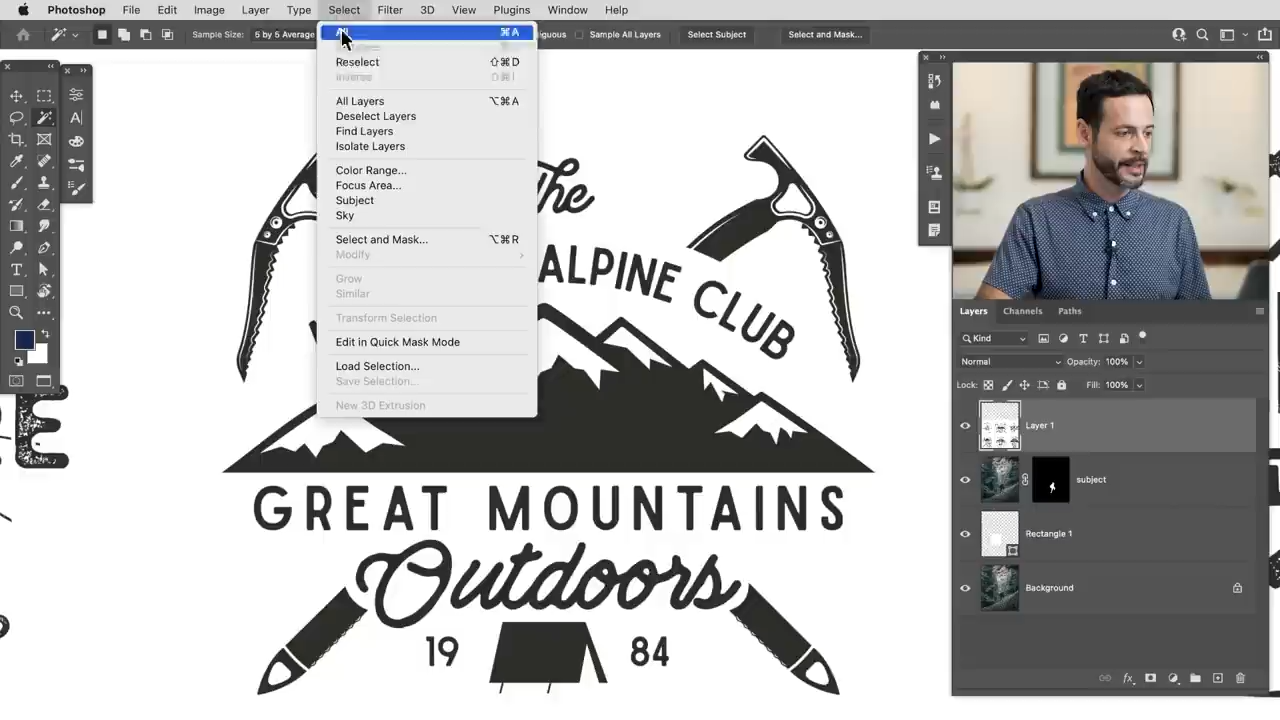 Photoshop File Edit Image Layer Type Select Filter 3D View Plugins Window Help
Sample Size: 5 by 5 Average
Sample All Layers
Select Subject
Select and Mask...
All ⌘A
Reselect ⇧⌘D
Inverse ⇧⌘I
All Layers ⌥⌘A
Deselect Layers
Find Layers
Isolate Layers
Color Range...
Focus Area...
Subject
Sky
Select and Mask... ⌥⌘R
Modify
Grow
Similar
Transform Selection
Edit in Quick Mask Mode
Load Selection...
Save Selection...
New 3D Extrusion
The
ALPINE CLUB
GREAT MOUNTAINS
Outdoors
19 84
E
Layers Channels Paths
Kind
Normal Opacity: 100%
Lock: Fill: 100%
Layer 1
subject
Rectangle 1
Background